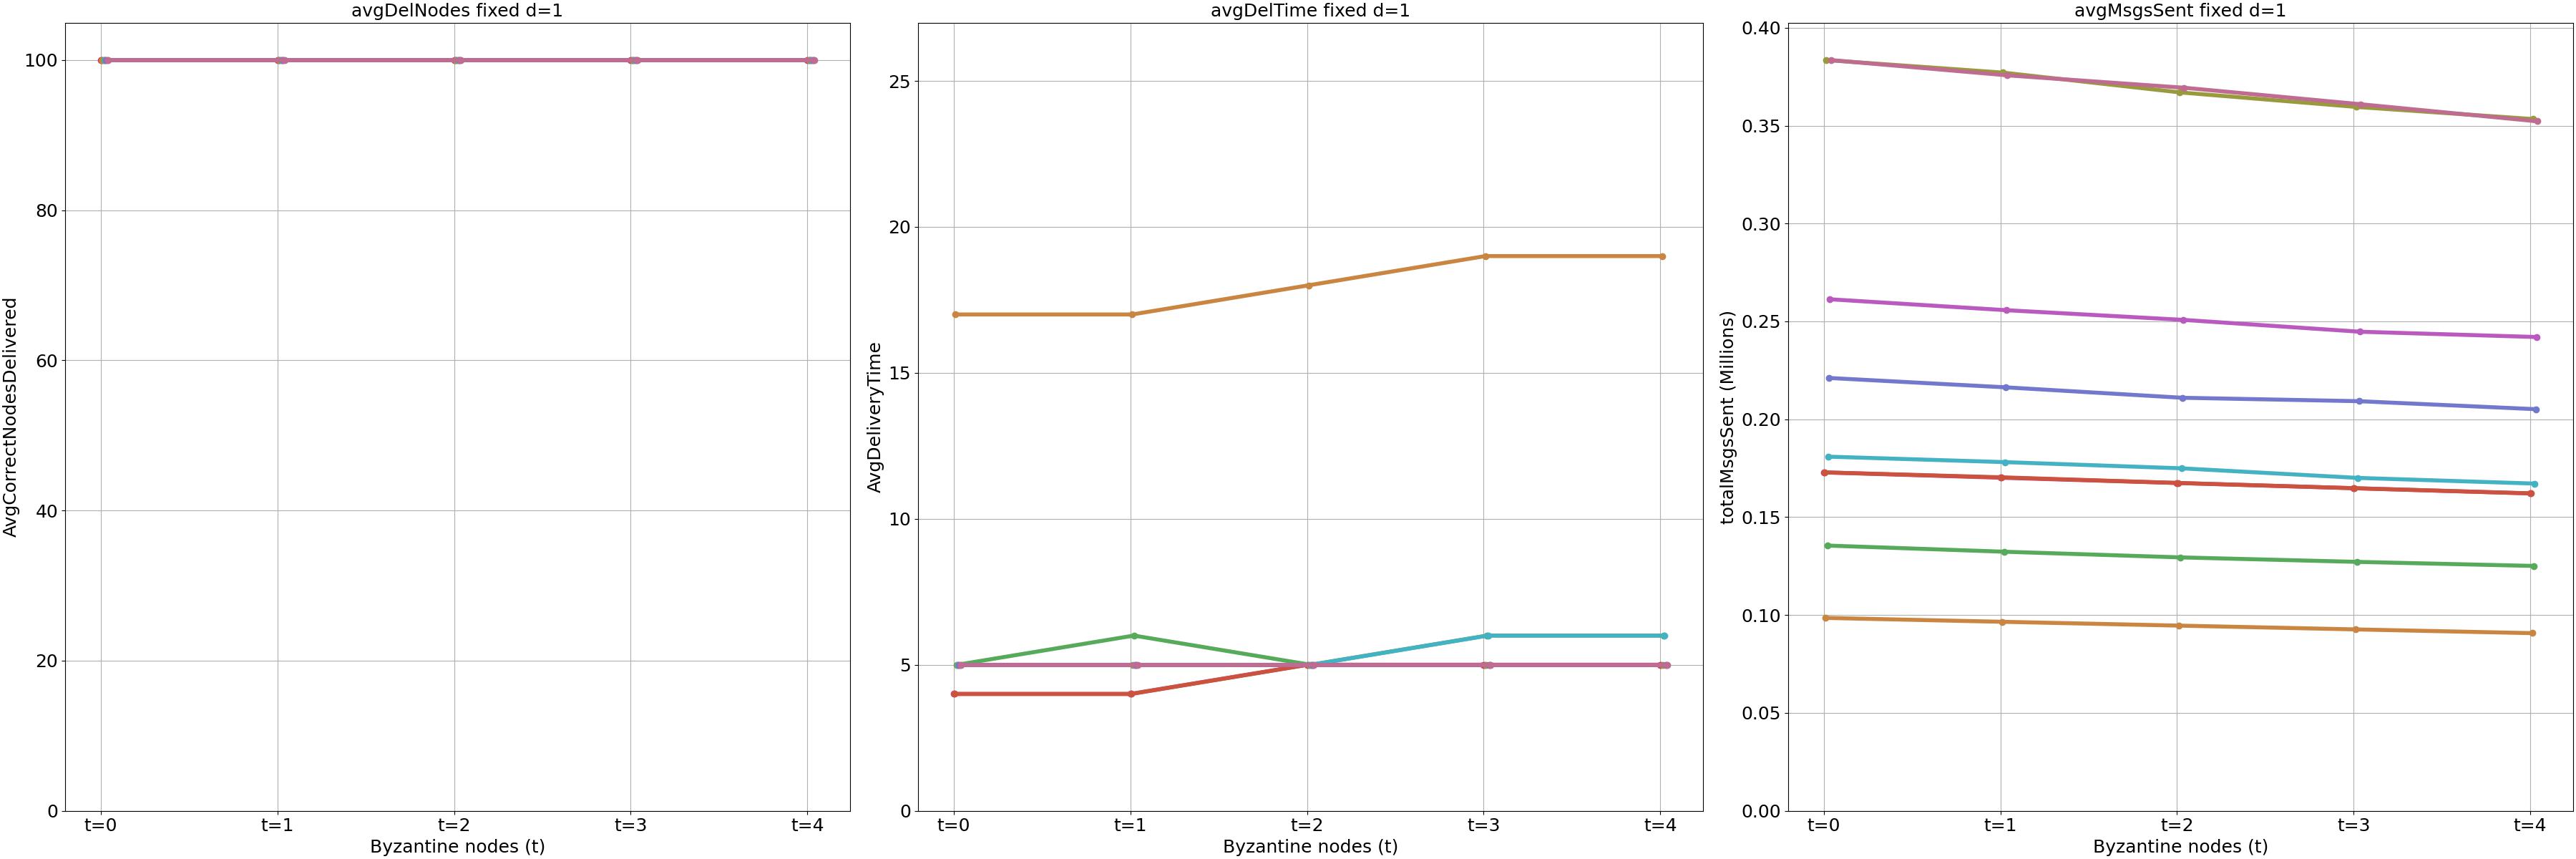 avgDelNodes fixed d=1
AvgCorrectNodesDelivered
100
80
60
40
20
0
t=0 t=1 t=2 t=3 t=4
Byzantine nodes (t)
avgDelTime fixed d=1
AvgDeliveryTime
25
20
15
10
5
0
t=0 t=1 t=2 t=3 t=4
Byzantine nodes (t)
avgMsgsSent fixed d=1
totalMsgsSent (Millions)
0.40
0.35
0.30
0.25
0.20
0.15
0.10
0.05
0.00
t=0 t=1 t=2 t=3 t=4
Byzantine nodes (t)